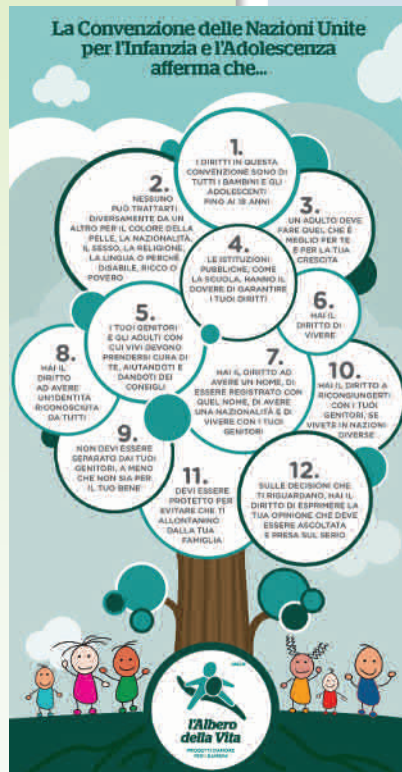 La Convenzione delle Nazioni Unite
per l'Infanzia e l'Adolescenza
afferma che...
1.
I DIRITTI IN QUESTA
CONVENZIONE SONO DI
TUTTI I BAMBINI E GLI
ADOLESCENTI
FINO AI 18 ANNI
2.
NESSUNO
PUÒ TRATTARTI
DIVERSAMENTE DA UN
ALTRO PER IL COLORE DELLA
PELLE, LA NAZIONALITÀ,
IL SESSO, LA RELIGIONE,
LA LINGUA O PERCHÉ
DISABILE, RICCO O
POVERO
3.
UN ADULTO DEVE
FARE QUEL CHE È
MEGLIO PER TE
E PER LA TUA
CRESCITA
4.
LE ISTITUZIONI
PUBBLICHE, COME
LA SCUOLA, HANNO IL
DOVERE DI GARANTIRE
I TUOI DIRITTI
5.
I TUOI GENITORI
E GLI ADULTI CON
CUI VIVI DEVONO
PRENDERSI CURA DI
TE, AIUTANDOTI E
DANDOTI DEI
CONSIGLI
6.
HAI IL
DIRITTO DI
VIVERE
7.
HAI IL DIRITTO AD
AVERE UN NOME, DI
ESSERE REGISTRATO CON
QUEL NOME, DI AVERE
UNA NAZIONALITÀ E DI
VIVERE CON I TUOI
GENITORI
8.
HAI IL
DIRITTO
AD AVERE
UN'IDENTITÀ
RICONOSCIUTA
DA TUTTI
9.
NON DEVI ESSERE
SEPARATO DAI TUOI
GENITORI, A MENO
CHE NON SIA PER
IL TUO BENE
10.
HAI IL DIRITTO A
RICONGIUNGERTI
CON I TUOI
GENITORI, SE
VIVETE IN NAZIONI
DIVERSE
11.
DEVI ESSERE
PROTETTO PER
EVITARE CHE TI
ALLONTANINO
DALLA TUA
FAMIGLIA
12.
SULLE DECISIONI CHE
TI RIGUARDANO, HAI IL
DIRITTO DI ESPRIMERE LA
TUA OPINIONE CHE DEVE
ESSERE ASCOLTATA
E PRESA SUL SERIO
l'Albero
della Vita
PROGETTI D'AMORE
PER I BAMBINI